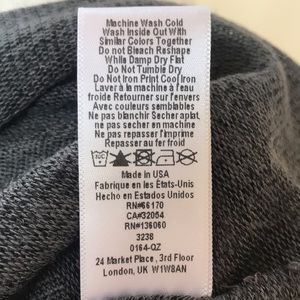 Machine Wash Cold
Wash Inside Out With
Similar Colors Together
Do not Bleach Reshape
While Damp Dry Flat
Do Not Tumble Dry
Do Not Iron Print Cool Iron
Laver à la machine à l'eau
froide Retourner sur l'envers
Avec couleurs semblables
Ne pas blanchir Secher aplat,
ne pas secher en machine
Ne pas repasser l'imprime
Repasser au fer froid
Made in USA
Fabrique en les États-Unis
Hecho en Estados Unidos
RN#66170
CA#32054
RN#136060
3238
0164-QZ
24 Market Place, 3rd Floor
London, UK W1W8AN